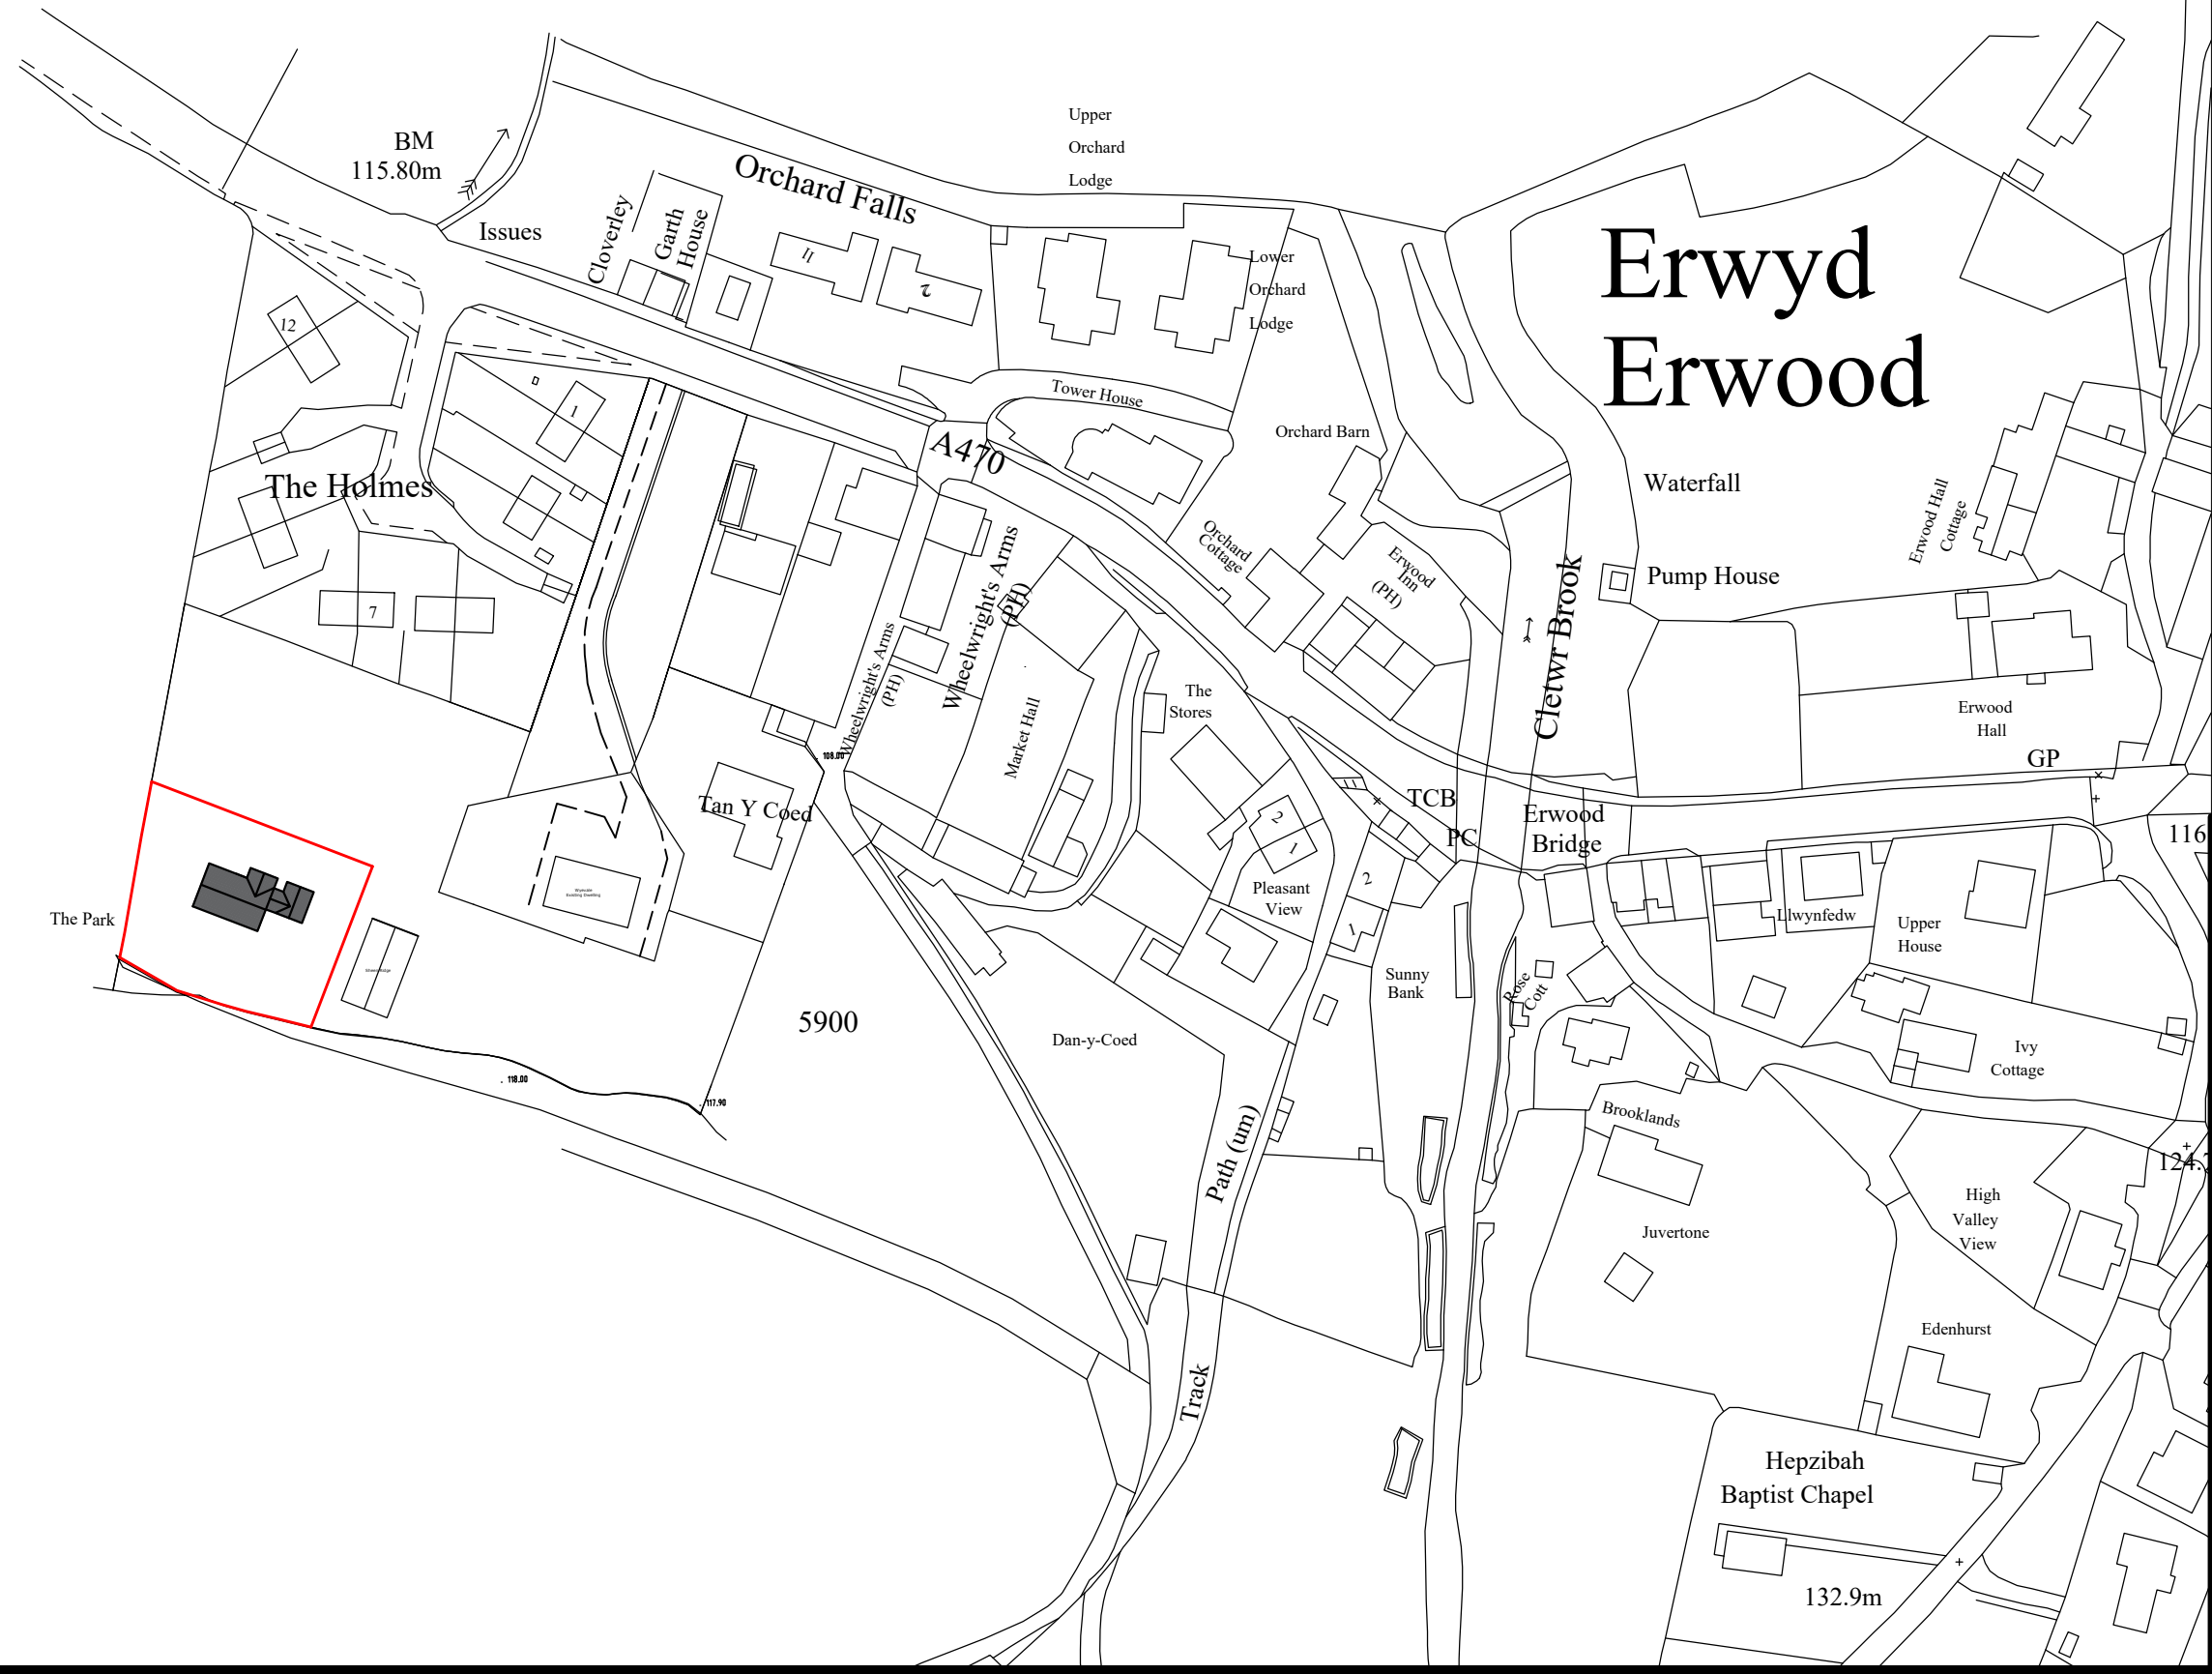 Upper
Orchard
Lodge
BM
115.80m
Orchard Falls
Issues
Cloverley
Garth
House
11
2
Lower
Orchard
Lodge
Erwyd
Erwood
12
1
Tower House
A470
Orchard Barn
The Holmes
Waterfall
Erwood Hall
Cottage
Orchard
Cottage
Erwood
Inn
(PH)
Pump House
Cletwr Brook
7
Wheelwright's Arms
(PH)
Wheelwright's Arms
(PH)
Market Hall
The
Stores
Erwood
Hall
GP
108.00
Tan Y Coed
TCB
PC
Erwood
Bridge
116
2
1
Pleasant
View
2
1
Llwynfedw
Upper
House
The Park
Existing Dwelling
Sunny
Bank
Rose
Cott
5900
Dan-y-Coed
Ivy
Cottage
118.00
117.90
Brooklands
Path (um)
124.
High
Valley
View
Juvertone
Edenhurst
Track
Hepzibah
Baptist Chapel
132.9m